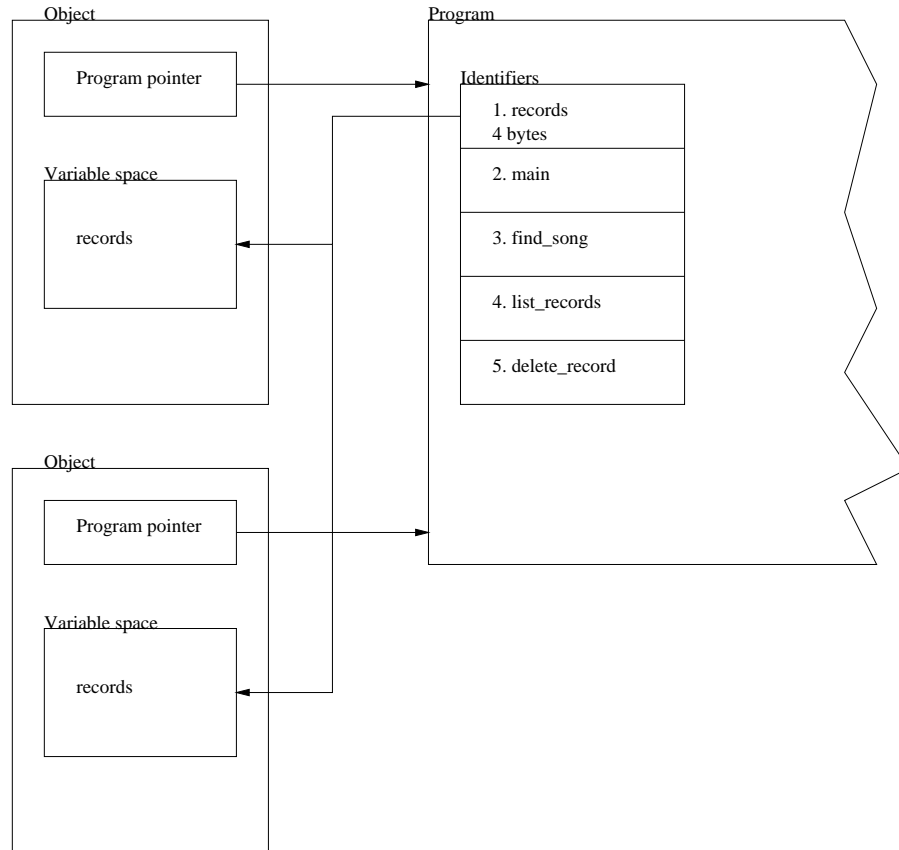 Object
Program pointer
Variable space
records
Program
Identifiers
1. records
4 bytes
2. main
3. find_song
4. list_records
5. delete_record
Object
Program pointer
Variable space
records